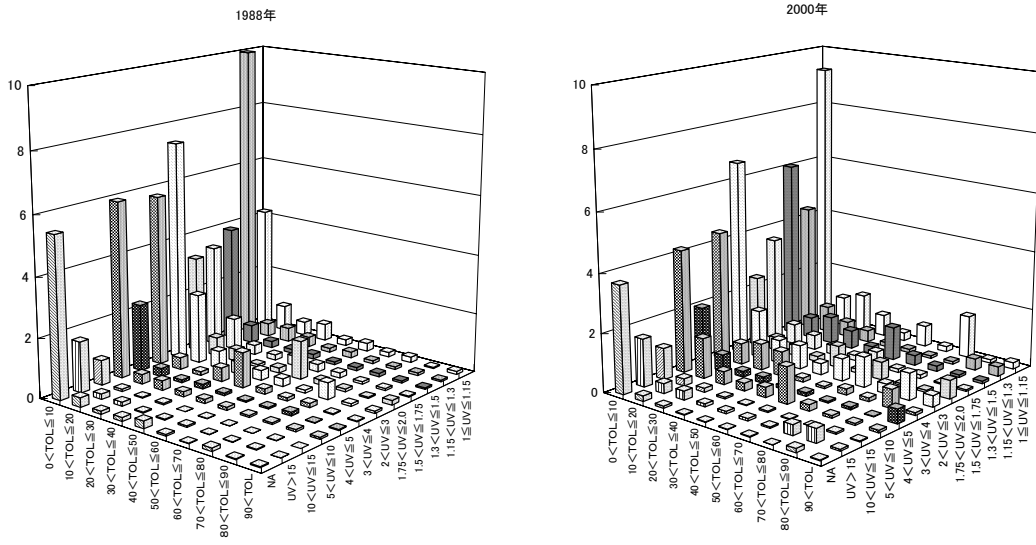 1988年
10
8
6
4
2
0
0<TOL≦10
10<TOL≦20
20<TOL≦30
30<TOL≦40
40<TOL≦50
50<TOL≦60
60<TOL≦70
70<TOL≦80
80<TOL≦90
90<TOL
NA
UV>15
10<UV≦15
5<UV≦10
4<UV≦5
3<UV≦4
2<UV≦3
1.75<UV≦2.0
1.5<UV≦1.75
1.3<UV≦1.5
1.15<UV≦1.3
1≦UV≦1.15
2000年
10
8
6
4
2
0
0<TOL≦10
10<TOL≦20
20<TOL≦30
30<TOL≦40
40<TOL≦50
50<TOL≦60
60<TOL≦70
70<TOL≦80
80<TOL≦90
90<TOL
NA
UV>15
10<UV≦15
5<UV≦10
4<UV≦5
3<UV≦4
2<UV≦3
1.75<UV≦2.0
1.5<UV≦1.75
1.3<UV≦1.5
1.15<UV≦1.3
1≦UV≦1.15